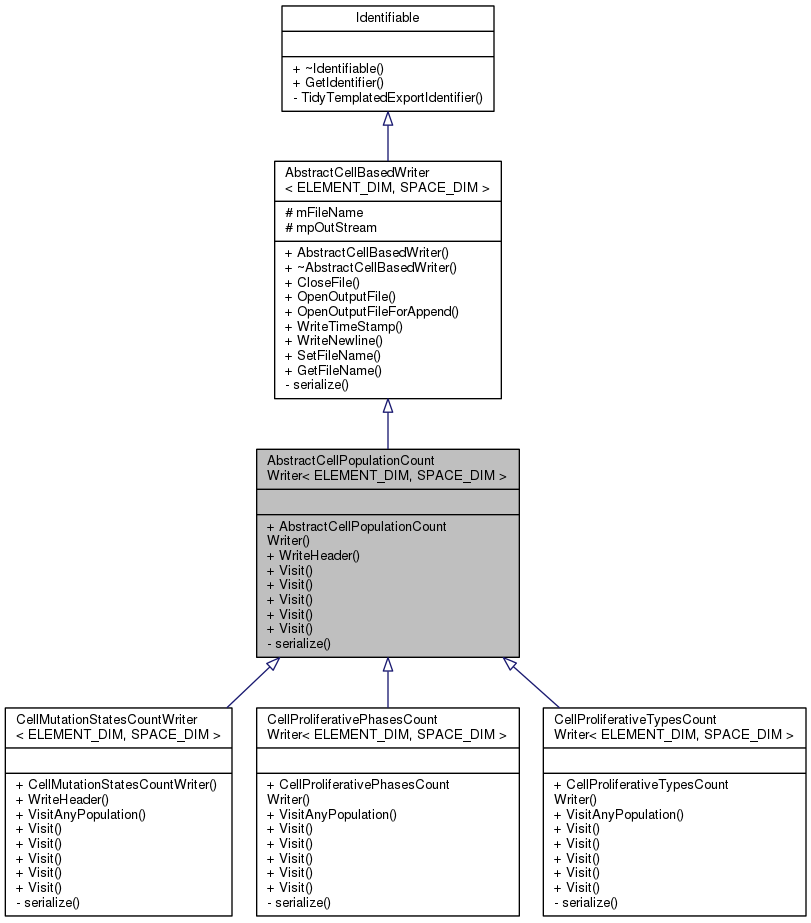 Identifiable
+ ~Identifiable()
+ GetIdentifier()
- TidyTemplatedExportIdentifier()
AbstractCellBasedWriter
< ELEMENT_DIM, SPACE_DIM >
# mFileName
# mpOutStream
+ AbstractCellBasedWriter()
+ ~AbstractCellBasedWriter()
+ CloseFile()
+ OpenOutputFile()
+ OpenOutputFileForAppend()
+ WriteTimeStamp()
+ WriteNewline()
+ SetFileName()
+ GetFileName()
- serialize()
AbstractCellPopulationCount
Writer< ELEMENT_DIM, SPACE_DIM >
+ AbstractCellPopulationCount
Writer()
+ WriteHeader()
+ Visit()
+ Visit()
+ Visit()
+ Visit()
+ Visit()
- serialize()
CellMutationStatesCountWriter
< ELEMENT_DIM, SPACE_DIM >
+ CellMutationStatesCountWriter()
+ WriteHeader()
+ VisitAnyPopulation()
+ Visit()
+ Visit()
+ Visit()
+ Visit()
+ Visit()
- serialize()
CellProliferativePhasesCount
Writer< ELEMENT_DIM, SPACE_DIM >
+ CellProliferativePhasesCount
Writer()
+ VisitAnyPopulation()
+ Visit()
+ Visit()
+ Visit()
+ Visit()
+ Visit()
- serialize()
CellProliferativeTypesCount
Writer< ELEMENT_DIM, SPACE_DIM >
+ CellProliferativeTypesCount
Writer()
+ VisitAnyPopulation()
+ Visit()
+ Visit()
+ Visit()
+ Visit()
+ Visit()
- serialize()